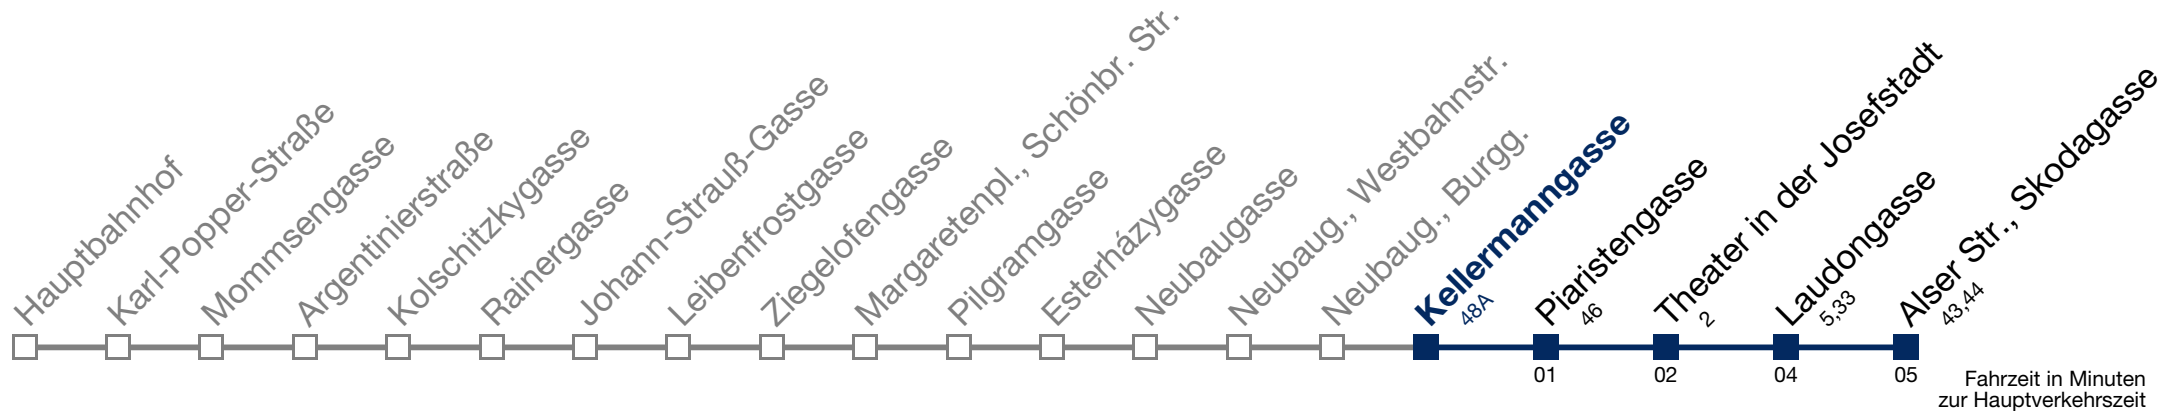 Hauptbahnhof
Karl-Popper-Straße
Mommsengasse
Argentinierstraße
Kolschitzkygasse
Rainergasse
Johann-Strauß-Gasse
Leibenfrostgasse
Ziegelofengasse
Margaretenpl., Schönbr. Str.
Pilgramgasse
Esterházygasse
Neubaugasse
Neubaug., Westbahnstr.
Neubaug., Burgg.
Kellermanngasse
48A
Piaristengasse
46
Theater in der Josefstadt
2
Laudongasse
5,33
Alser Str., Skodagasse
43,44
01 02 04 05
Fahrzeit in Minuten
zur Hauptverkehrszeit